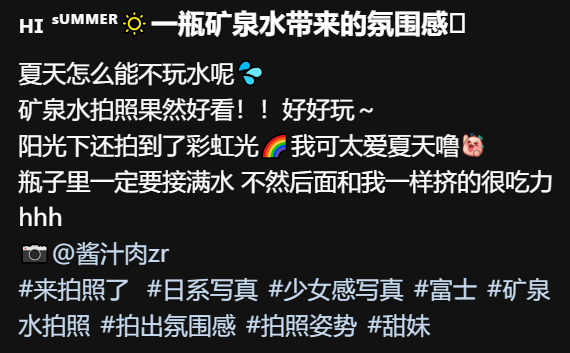 HI ˢᵁᴹᴹᴱᴿ🔅一瓶矿泉水带来的氛围感
夏天怎么能不玩水呢💦
矿泉水拍照果然好看！！好好玩～
阳光下还拍到了彩虹光🌈我可太爱夏天噜🐷
瓶子里一定要接满水 不然后面和我一样挤的很吃力
hhh
📷@酱汁肉zr
#来拍照了 #日系写真 #少女感写真 #富士 #矿泉
水拍照 #拍出氛围感 #拍照姿势 #甜妹